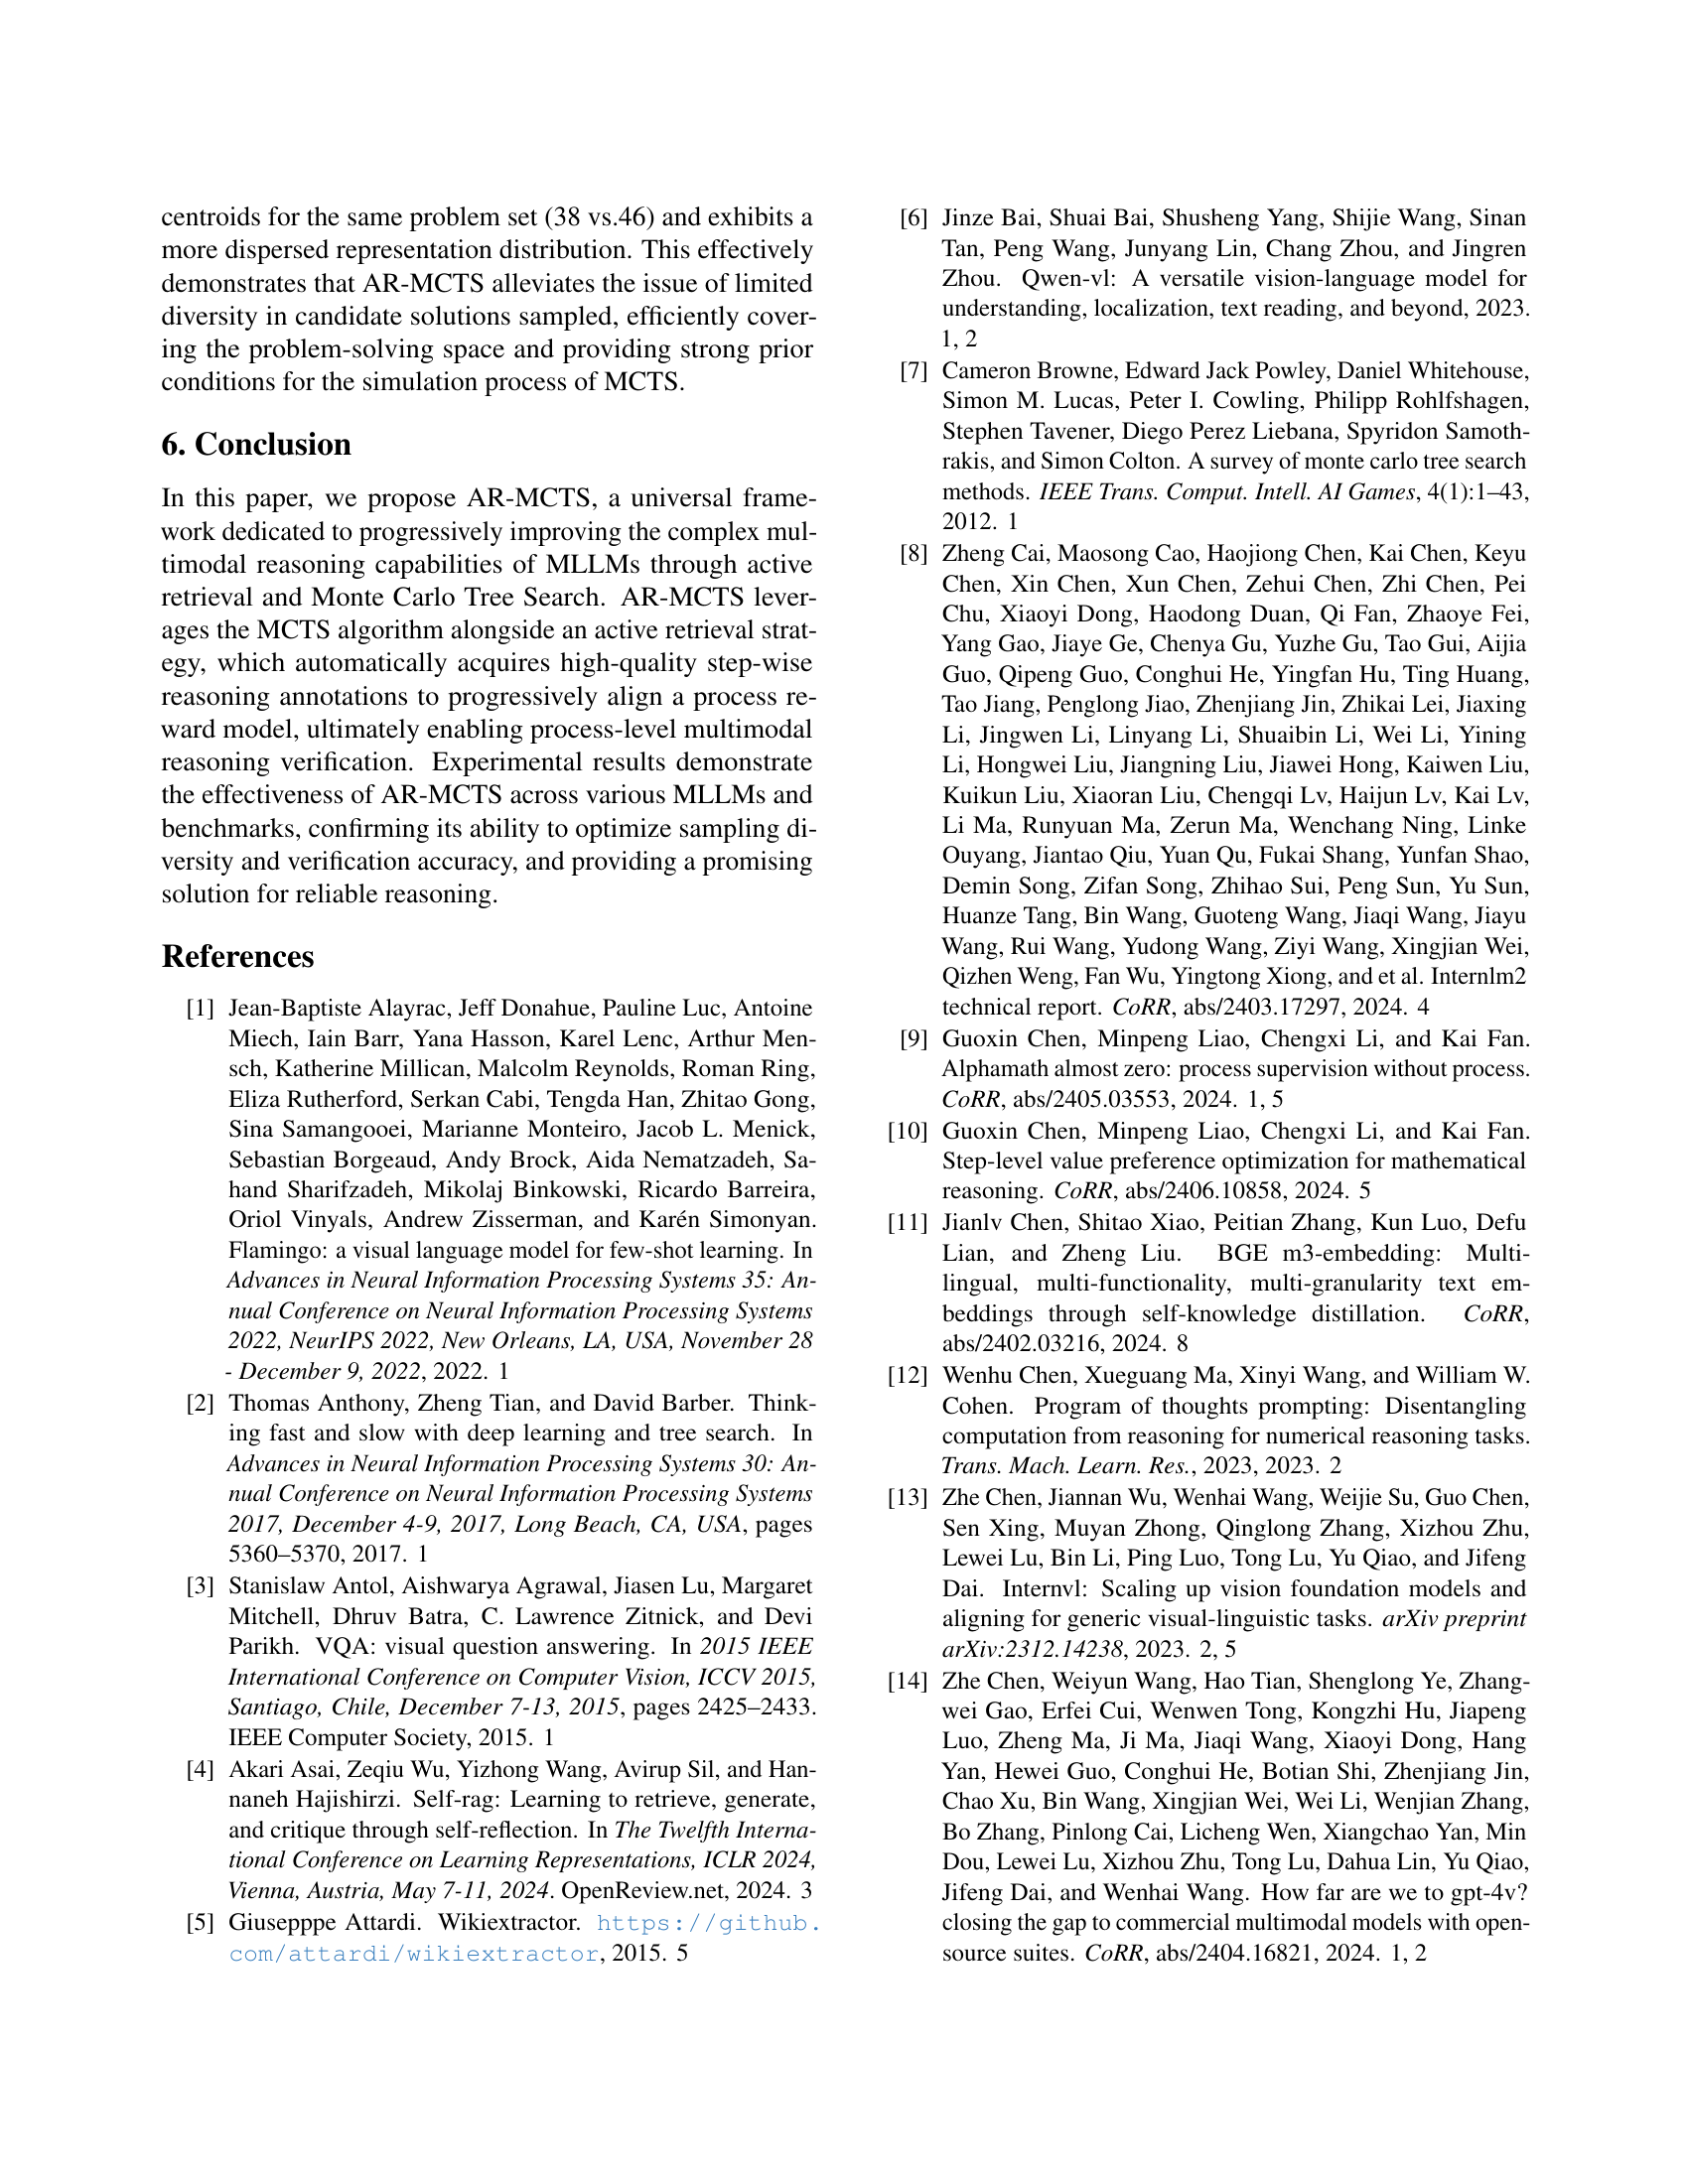 centroids for the same problem set (38 vs.46) and exhibits a
more dispersed representation distribution. This effectively
demonstrates that AR-MCTS alleviates the issue of limited
diversity in candidate solutions sampled, efficiently cover-
ing the problem-solving space and providing strong prior
conditions for the simulation process of MCTS.
6. Conclusion
In this paper, we propose AR-MCTS, a universal frame-
work dedicated to progressively improving the complex mul-
timodal reasoning capabilities of MLLMs through active
retrieval and Monte Carlo Tree Search. AR-MCTS lever-
ages the MCTS algorithm alongside an active retrieval strat-
egy, which automatically acquires high-quality step-wise
reasoning annotations to progressively align a process re-
ward model, ultimately enabling process-level multimodal
reasoning verification. Experimental results demonstrate
the effectiveness of AR-MCTS across various MLLMs and
benchmarks, confirming its ability to optimize sampling di-
versity and verification accuracy, and providing a promising
solution for reliable reasoning.
References
[1] Jean-Baptiste Alayrac, Jeff Donahue, Pauline Luc, Antoine
Miech, Iain Barr, Yana Hasson, Karel Lenc, Arthur Men-
sch, Katherine Millican, Malcolm Reynolds, Roman Ring,
Eliza Rutherford, Serkan Cabi, Tengda Han, Zhitao Gong,
Sina Samangooei, Marianne Monteiro, Jacob L. Menick,
Sebastian Borgeaud, Andy Brock, Aida Nematzadeh, Sa-
hand Sharifzadeh, Mikolaj Binkowski, Ricardo Barreira,
Oriol Vinyals, Andrew Zisserman, and Karén Simonyan.
Flamingo: a visual language model for few-shot learning. In
Advances in Neural Information Processing Systems 35: An-
nual Conference on Neural Information Processing Systems
2022, NeurIPS 2022, New Orleans, LA, USA, November 28
- December 9, 2022, 2022. 1
[2] Thomas Anthony, Zheng Tian, and David Barber. Think-
ing fast and slow with deep learning and tree search. In
Advances in Neural Information Processing Systems 30: An-
nual Conference on Neural Information Processing Systems
2017, December 4-9, 2017, Long Beach, CA, USA, pages
5360–5370, 2017. 1
[3] Stanislaw Antol, Aishwarya Agrawal, Jiasen Lu, Margaret
Mitchell, Dhruv Batra, C. Lawrence Zitnick, and Devi
Parikh. VQA: visual question answering. In 2015 IEEE
International Conference on Computer Vision, ICCV 2015,
Santiago, Chile, December 7-13, 2015, pages 2425–2433.
IEEE Computer Society, 2015. 1
[4] Akari Asai, Zeqiu Wu, Yizhong Wang, Avirup Sil, and Han-
naneh Hajishirzi. Self-rag: Learning to retrieve, generate,
and critique through self-reflection. In The Twelfth Interna-
tional Conference on Learning Representations, ICLR 2024,
Vienna, Austria, May 7-11, 2024. OpenReview.net, 2024. 3
[5] Giusepppe Attardi. Wikiextractor. https://github.
com/attardi/wikiextractor, 2015. 5
[6] Jinze Bai, Shuai Bai, Shusheng Yang, Shijie Wang, Sinan
Tan, Peng Wang, Junyang Lin, Chang Zhou, and Jingren
Zhou. Qwen-vl: A versatile vision-language model for
understanding, localization, text reading, and beyond, 2023.
1, 2
[7] Cameron Browne, Edward Jack Powley, Daniel Whitehouse,
Simon M. Lucas, Peter I. Cowling, Philipp Rohlfshagen,
Stephen Tavener, Diego Perez Liebana, Spyridon Samoth-
rakis, and Simon Colton. A survey of monte carlo tree search
methods. IEEE Trans. Comput. Intell. AI Games, 4(1):1–43,
2012. 1
[8] Zheng Cai, Maosong Cao, Haojiong Chen, Kai Chen, Keyu
Chen, Xin Chen, Xun Chen, Zehui Chen, Zhi Chen, Pei
Chu, Xiaoyi Dong, Haodong Duan, Qi Fan, Zhaoye Fei,
Yang Gao, Jiaye Ge, Chenya Gu, Yuzhe Gu, Tao Gui, Aijia
Guo, Qipeng Guo, Conghui He, Yingfan Hu, Ting Huang,
Tao Jiang, Penglong Jiao, Zhenjiang Jin, Zhikai Lei, Jiaxing
Li, Jingwen Li, Linyang Li, Shuaibin Li, Wei Li, Yining
Li, Hongwei Liu, Jiangning Liu, Jiawei Hong, Kaiwen Liu,
Kuikun Liu, Xiaoran Liu, Chengqi Lv, Haijun Lv, Kai Lv,
Li Ma, Runyuan Ma, Zerun Ma, Wenchang Ning, Linke
Ouyang, Jiantao Qiu, Yuan Qu, Fukai Shang, Yunfan Shao,
Demin Song, Zifan Song, Zhihao Sui, Peng Sun, Yu Sun,
Huanze Tang, Bin Wang, Guoteng Wang, Jiaqi Wang, Jiayu
Wang, Rui Wang, Yudong Wang, Ziyi Wang, Xingjian Wei,
Qizhen Weng, Fan Wu, Yingtong Xiong, and et al. Internlm2
technical report. CoRR, abs/2403.17297, 2024. 4
[9] Guoxin Chen, Minpeng Liao, Chengxi Li, and Kai Fan.
Alphamath almost zero: process supervision without process.
CoRR, abs/2405.03553, 2024. 1, 5
[10] Guoxin Chen, Minpeng Liao, Chengxi Li, and Kai Fan.
Step-level value preference optimization for mathematical
reasoning. CoRR, abs/2406.10858, 2024. 5
[11] Jianlv Chen, Shitao Xiao, Peitian Zhang, Kun Luo, Defu
Lian, and Zheng Liu. BGE m3-embedding: Multi-
lingual, multi-functionality, multi-granularity text em-
beddings through self-knowledge distillation. CoRR,
abs/2402.03216, 2024. 8
[12] Wenhu Chen, Xueguang Ma, Xinyi Wang, and William W.
Cohen. Program of thoughts prompting: Disentangling
computation from reasoning for numerical reasoning tasks.
Trans. Mach. Learn. Res., 2023, 2023. 2
[13] Zhe Chen, Jiannan Wu, Wenhai Wang, Weijie Su, Guo Chen,
Sen Xing, Muyan Zhong, Qinglong Zhang, Xizhou Zhu,
Lewei Lu, Bin Li, Ping Luo, Tong Lu, Yu Qiao, and Jifeng
Dai. Internvl: Scaling up vision foundation models and
aligning for generic visual-linguistic tasks. arXiv preprint
arXiv:2312.14238, 2023. 2, 5
[14] Zhe Chen, Weiyun Wang, Hao Tian, Shenglong Ye, Zhang-
wei Gao, Erfei Cui, Wenwen Tong, Kongzhi Hu, Jiapeng
Luo, Zheng Ma, Ji Ma, Jiaqi Wang, Xiaoyi Dong, Hang
Yan, Hewei Guo, Conghui He, Botian Shi, Zhenjiang Jin,
Chao Xu, Bin Wang, Xingjian Wei, Wei Li, Wenjian Zhang,
Bo Zhang, Pinlong Cai, Licheng Wen, Xiangchao Yan, Min
Dou, Lewei Lu, Xizhou Zhu, Tong Lu, Dahua Lin, Yu Qiao,
Jifeng Dai, and Wenhai Wang. How far are we to gpt-4v?
closing the gap to commercial multimodal models with open-
source suites. CoRR, abs/2404.16821, 2024. 1, 2